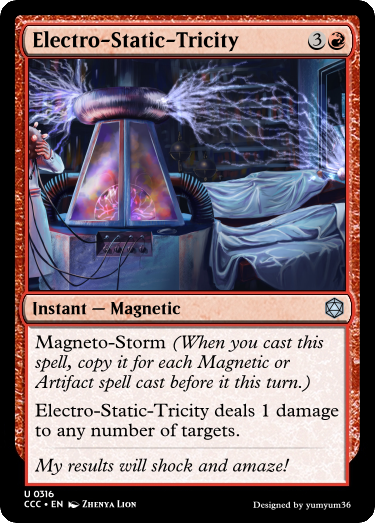 Electro-Static-Tricity 3
Instant — Magnetic
Magneto-Storm (When you cast this
spell, copy it for each Magnetic or
Artifact spell cast before it this turn.)
Electro-Static-Tricity deals 1 damage
to any number of targets.
My results will shock and amaze!
U 0316
CCC • EN Zhenya Lion
Designed by yumyum36